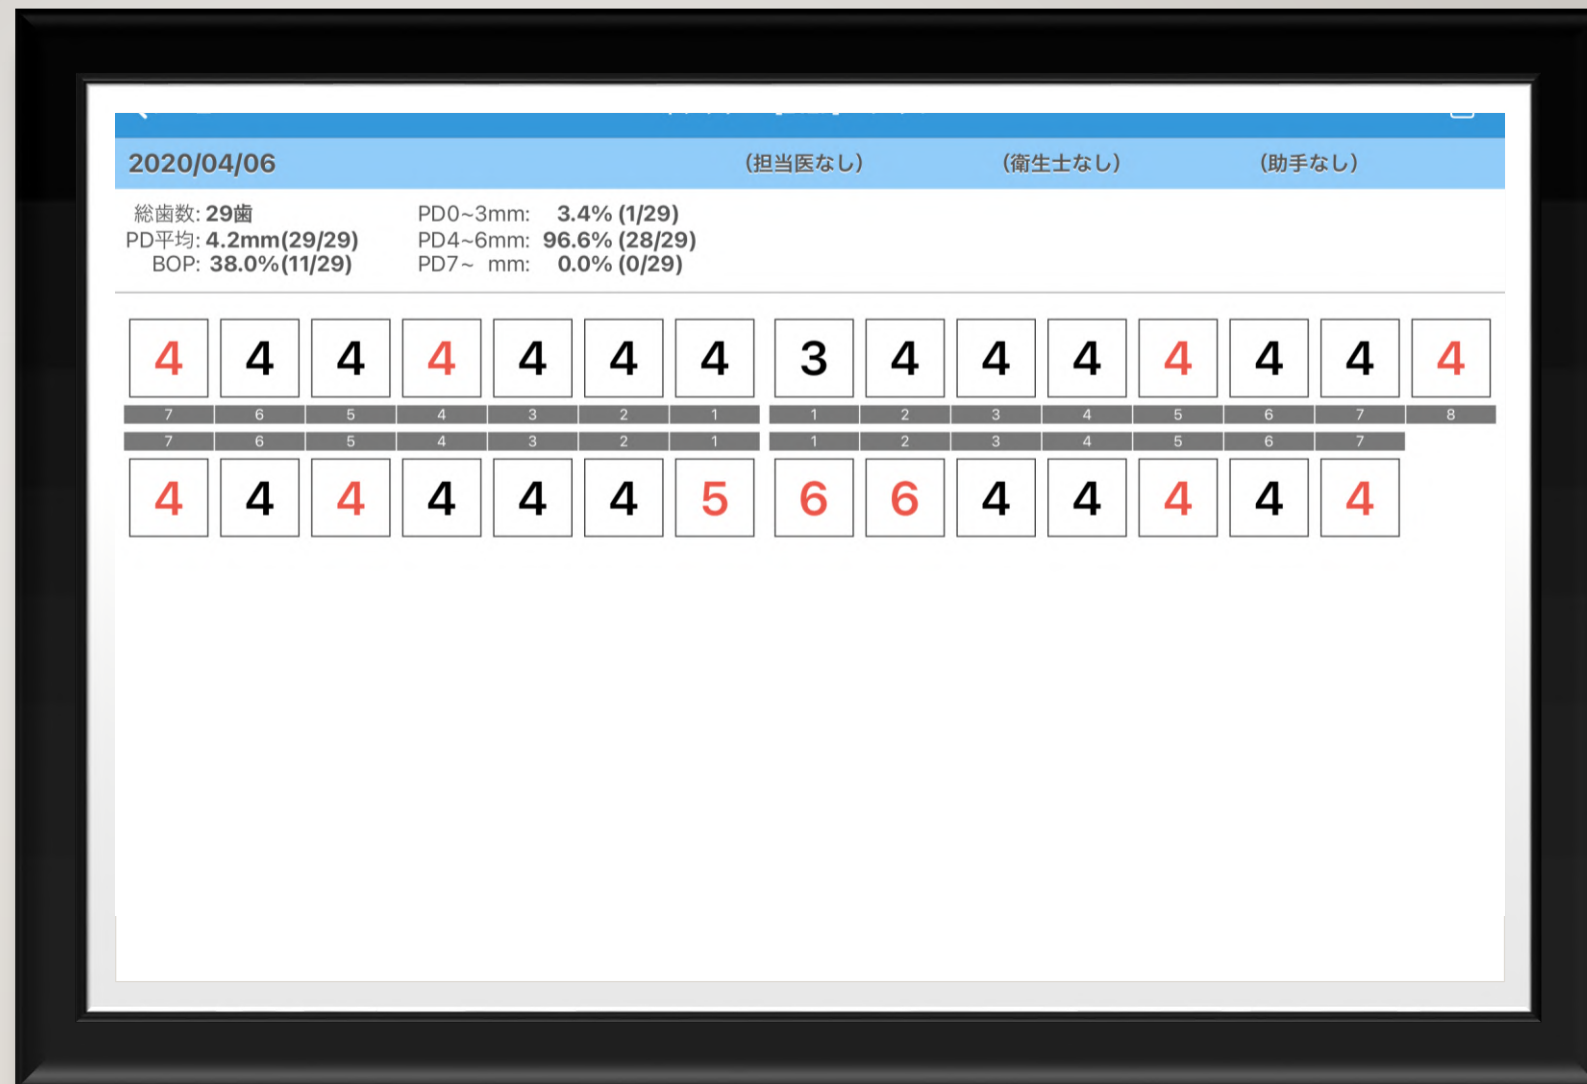 2020/04/06 （担当医なし） （衛生士なし） （助手なし）
総歯数: 29歯 PD0~3mm: 3.4% (1/29)
PD平均: 4.2mm(29/29) PD4~6mm: 96.6% (28/29)
BOP: 38.0%(11/29) PD7~ mm: 0.0% (0/29)
4 4 4 4 4 4 4 3 4 4 4 4 4 4 4
7 6 5 4 3 2 1 1 2 3 4 5 6 7 8
7 6 5 4 3 2 1 1 2 3 4 5 6 7
4 4 4 4 4 4 5 6 6 4 4 4 4 4